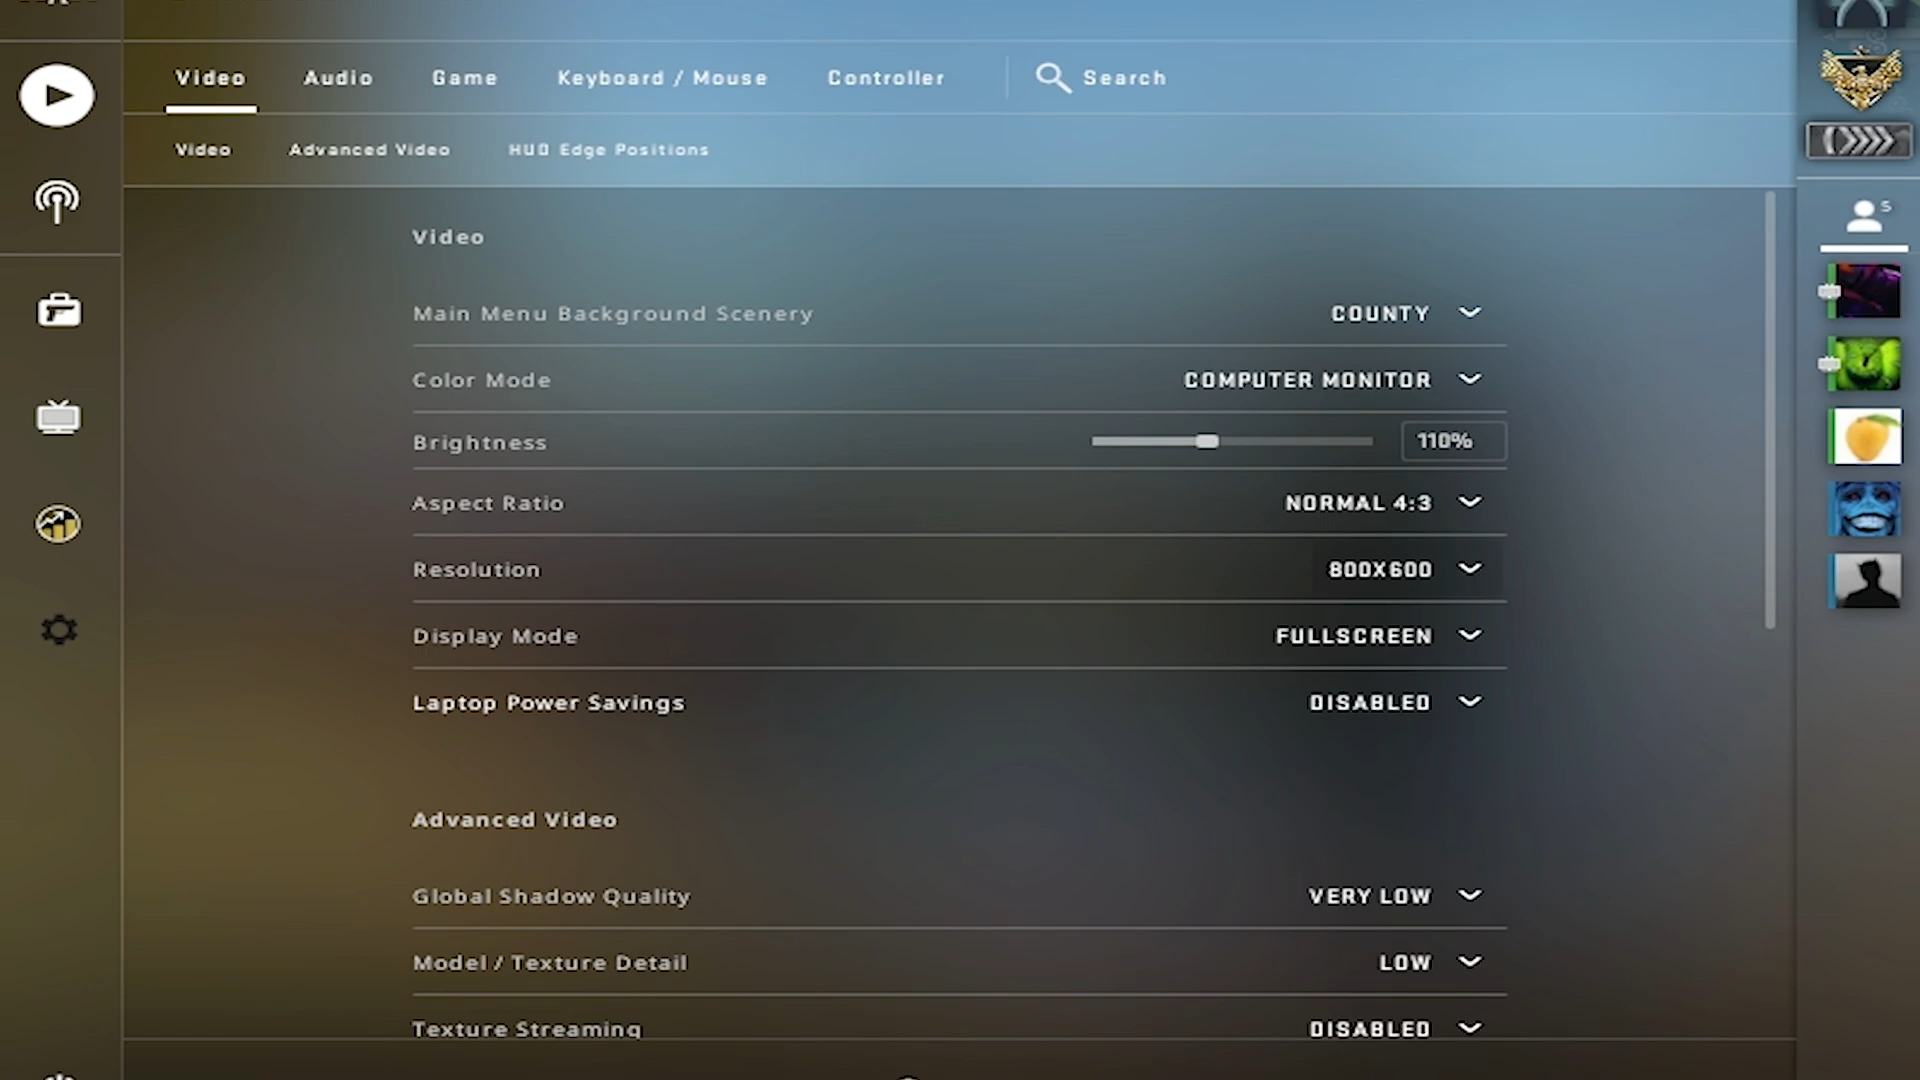 Video Audio Game Keyboard / Mouse Controller Search
Video Advanced Video HUD Edge Positions
5
Video
Main Menu Background Scenery COUNTY
Color Mode COMPUTER MONITOR
Brightness 110%
Aspect Ratio NORMAL 4:3
Resolution 800X600
Display Mode FULLSCREEN
Laptop Power Savings DISABLED
Advanced Video
Global Shadow Quality VERY LOW
Model / Texture Detail LOW
Texture Streaming DISABLED